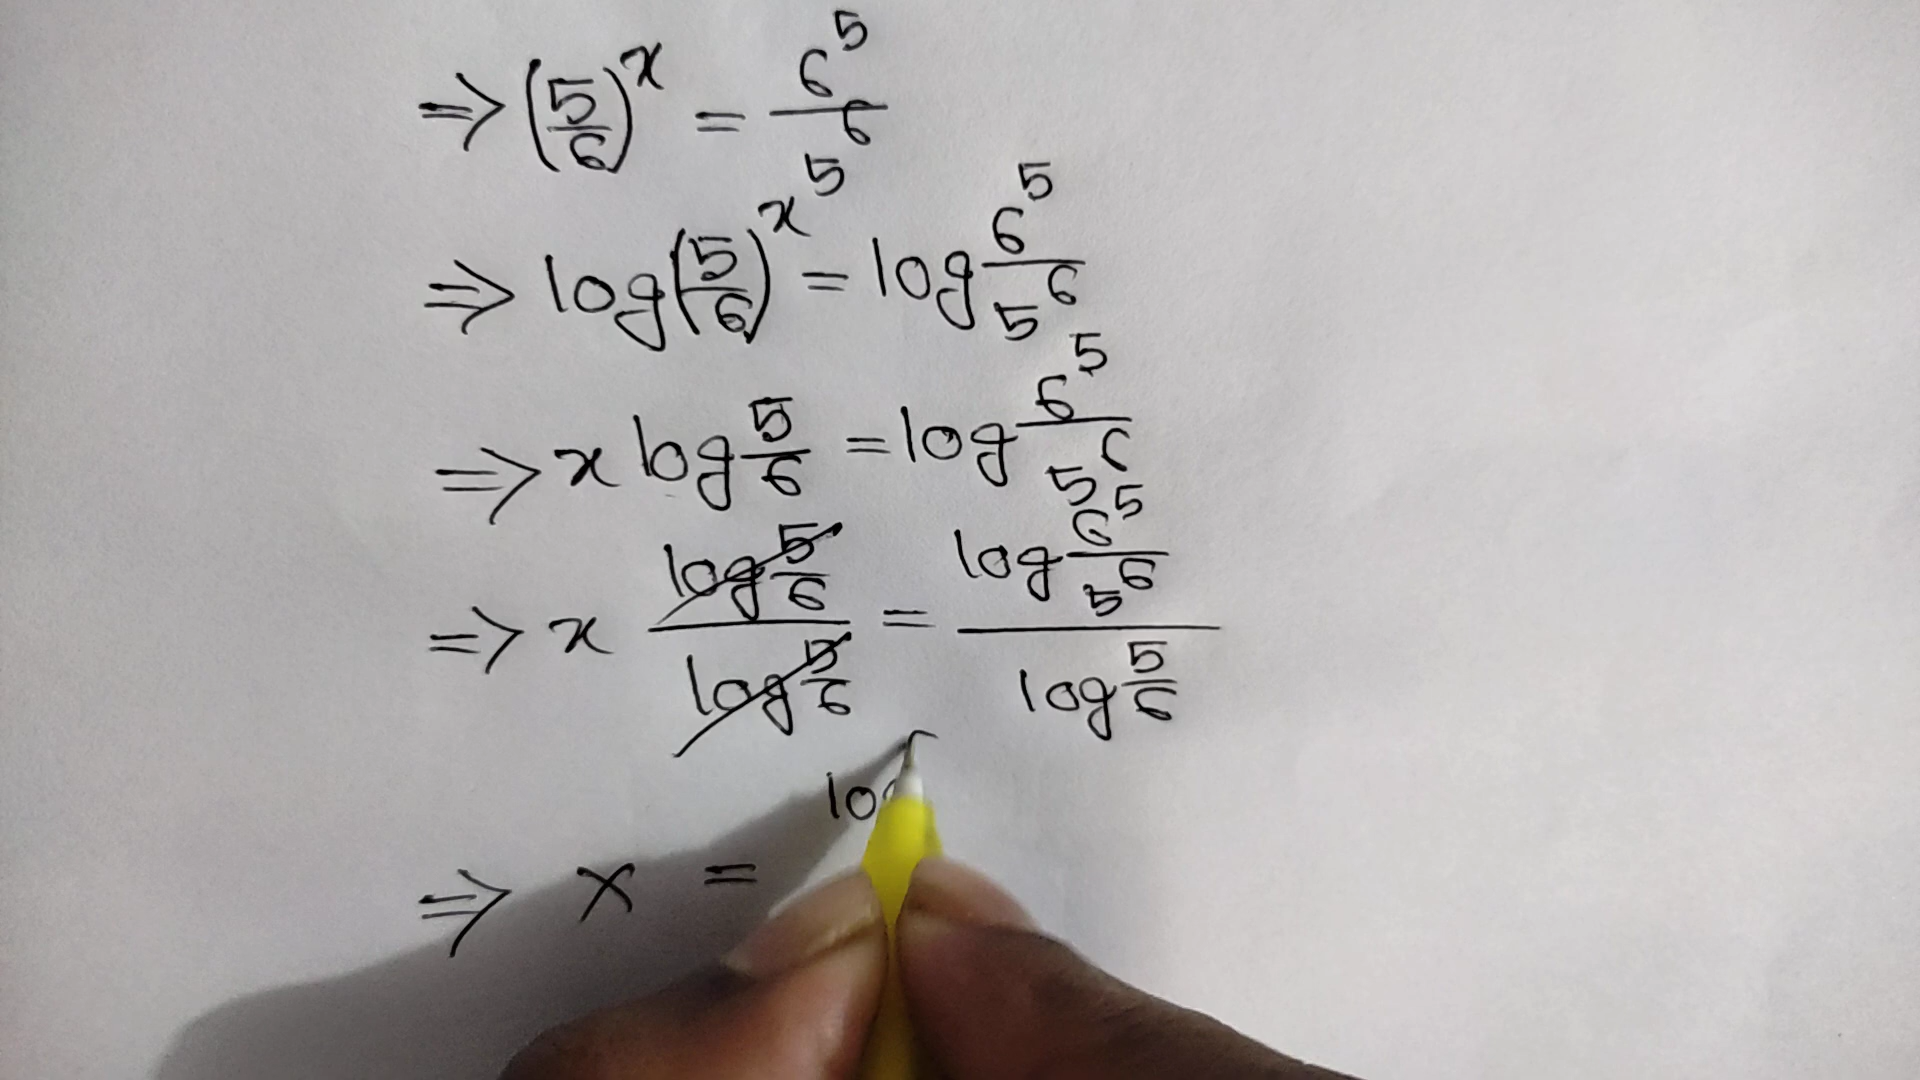 ⇒ (5/6)^x = 6^5/5^6
⇒ log(5/6)^x = log 6^5/5^6
⇒ x log 5/6 = log 6^5/5^6
⇒ x (log 5/6)/(log 5/6) = (log 6^5/5^6)/(log 5/6)
⇒ x = lo